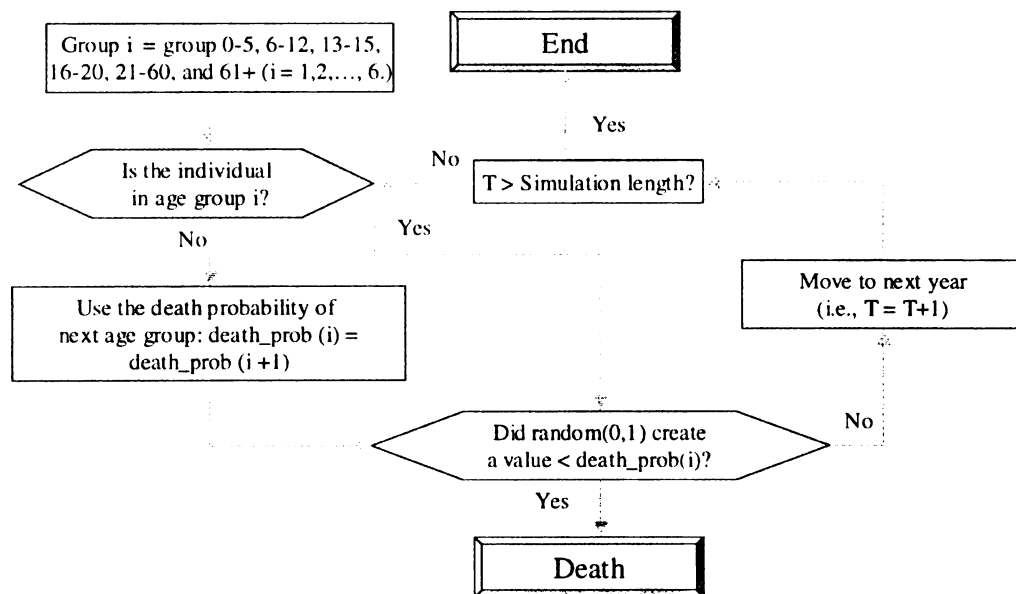 Group i = group 0-5, 6-12, 13-15,
16-20, 21-60, and 61+ (i = 1,2,..., 6.)
End
Yes
No
Is the individual
in age group i?
T > Simulation length?
Yes
No
Use the death probability of
next age group: death_prob (i) =
death_prob (i +1)
Move to next year
(i.e., T = T+1)
No
Did random(0,1) create
a value < death_prob(i)?
Yes
Death